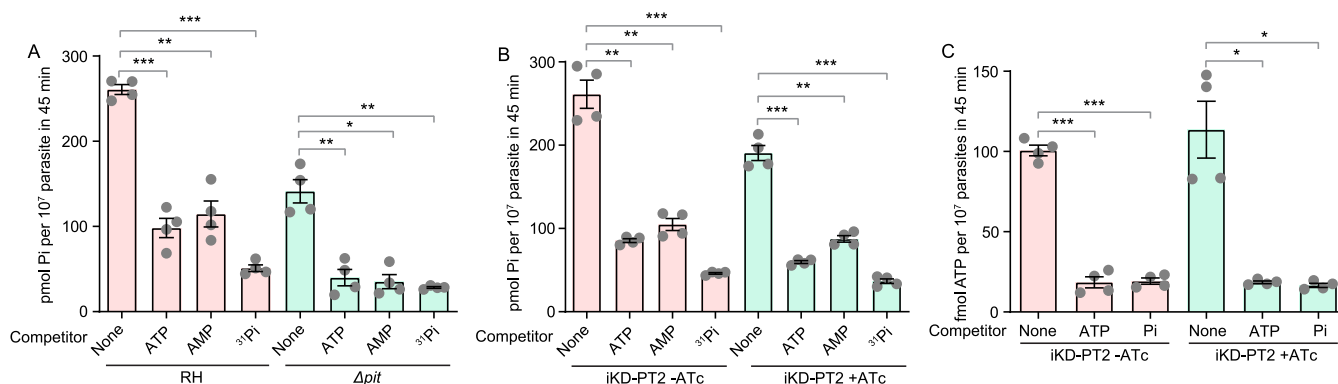 A
pmol Pi per 10⁷ parasite in 45 min
300
200
100
0
***
**
***
**
*
**
Competitor
None
ATP
AMP
³¹Pi
None
ATP
AMP
³¹Pi
RH
Δpit
B
pmol Pi per 10⁷ parasite in 45 min
300
200
100
0
***
**
**
***
**
***
Competitor
None
ATP
AMP
³¹Pi
None
ATP
AMP
³¹Pi
iKD-PT2 -ATc
iKD-PT2 +ATc
C
fmol ATP per 10⁷ parasites in 45 min
150
100
50
0
***
***
*
*
Competitor
None
ATP
Pi
None
ATP
Pi
iKD-PT2 -ATc
iKD-PT2 +ATc